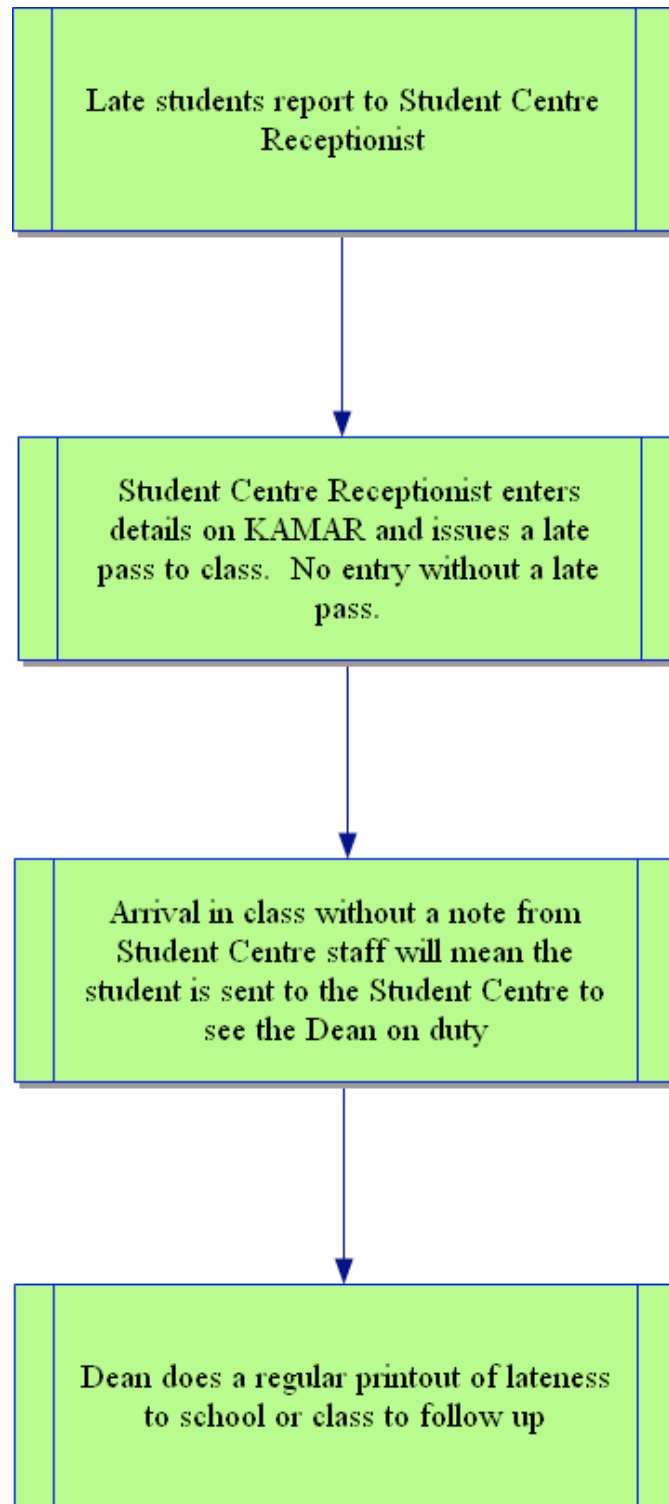 Late students report to Student Centre
Receptionist
Student Centre Receptionist enters
details on KAMAR and issues a late
pass to class.  No entry without a late
pass.
Arrival in class without a note from
Student Centre staff will mean the
student is sent to the Student Centre to
see the Dean on duty
Dean does a regular printout of lateness
to school or class to follow up